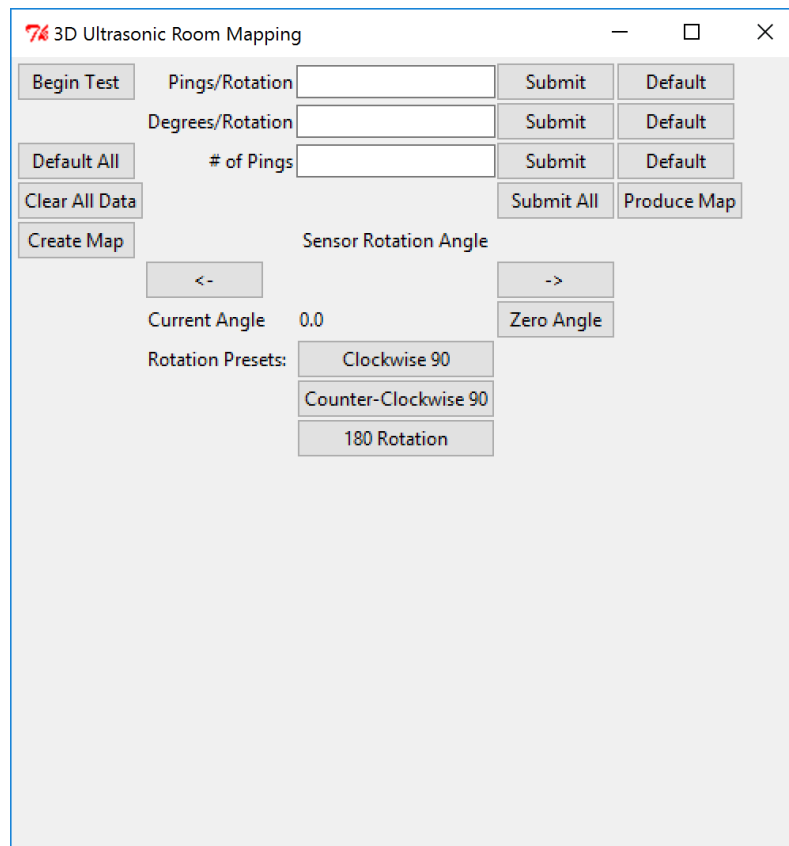 3D Ultrasonic Room Mapping
Begin Test Pings/Rotation Submit Default
Degrees/Rotation Submit Default
Default All # of Pings Submit Default
Clear All Data Submit All Produce Map
Create Map Sensor Rotation Angle
<- ->
Current Angle 0.0 Zero Angle
Rotation Presets: Clockwise 90
Counter-Clockwise 90
180 Rotation